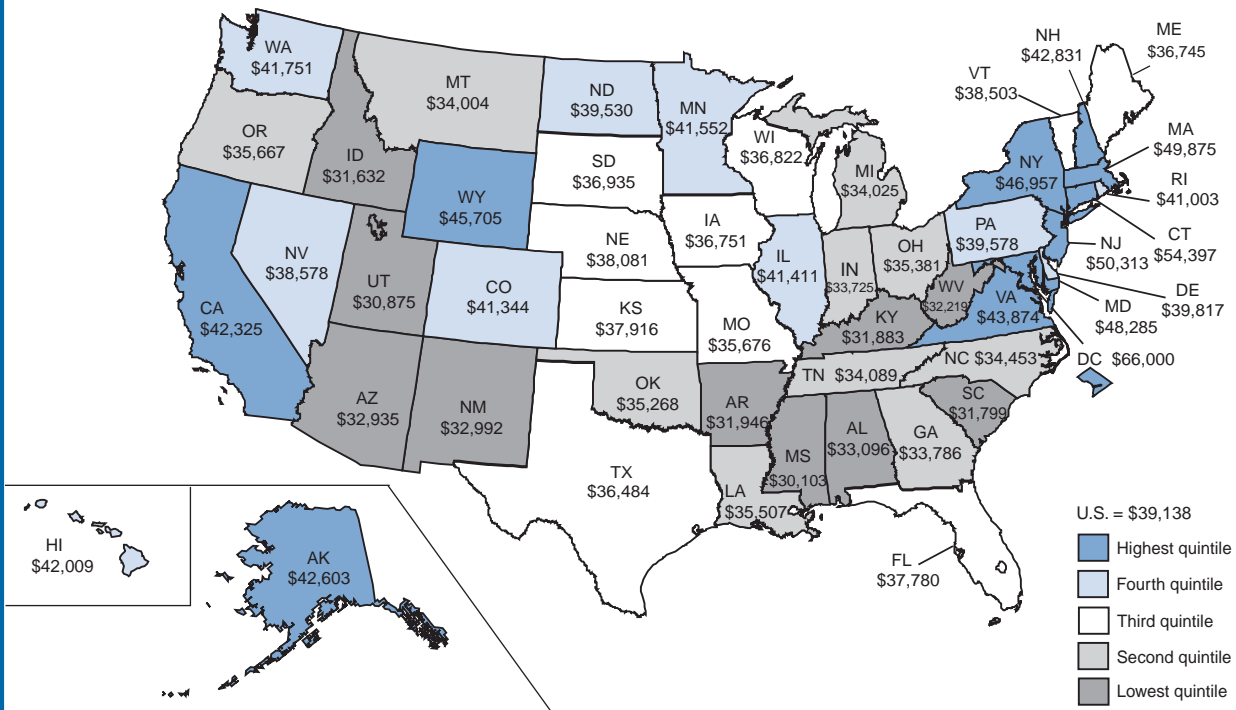 WA
$41,751
MT
$34,004
ND
$39,530
MN
$41,552
OR
$35,667
ID
$31,632
WY
$45,705
SD
$36,935
WI
$36,822
MI
$34,025
NH
$42,831
ME
$36,745
VT
$38,503
MA
$49,875
NY
$46,957
RI
$41,003
CT
$54,397
NJ
$50,313
PA
$39,578
DE
$39,817
MD
$48,285
DC $66,000
NV
$38,578
UT
$30,875
CO
$41,344
NE
$38,081
IA
$36,751
IL
$41,411
IN
$33,725
OH
$35,381
WV
$32,219
VA
$43,874
CA
$42,325
KS
$37,916
MO
$35,676
KY
$31,883
TN $34,089
NC $34,453
AZ
$32,935
NM
$32,992
OK
$35,268
AR
$31,946
MS
$30,103
AL
$33,096
GA
$33,786
SC
$31,799
TX
$36,484
LA
$35,507
FL
$37,780
HI
$42,009
AK
$42,603
U.S. = $39,138
Highest quintile
Fourth quintile
Third quintile
Second quintile
Lowest quintile